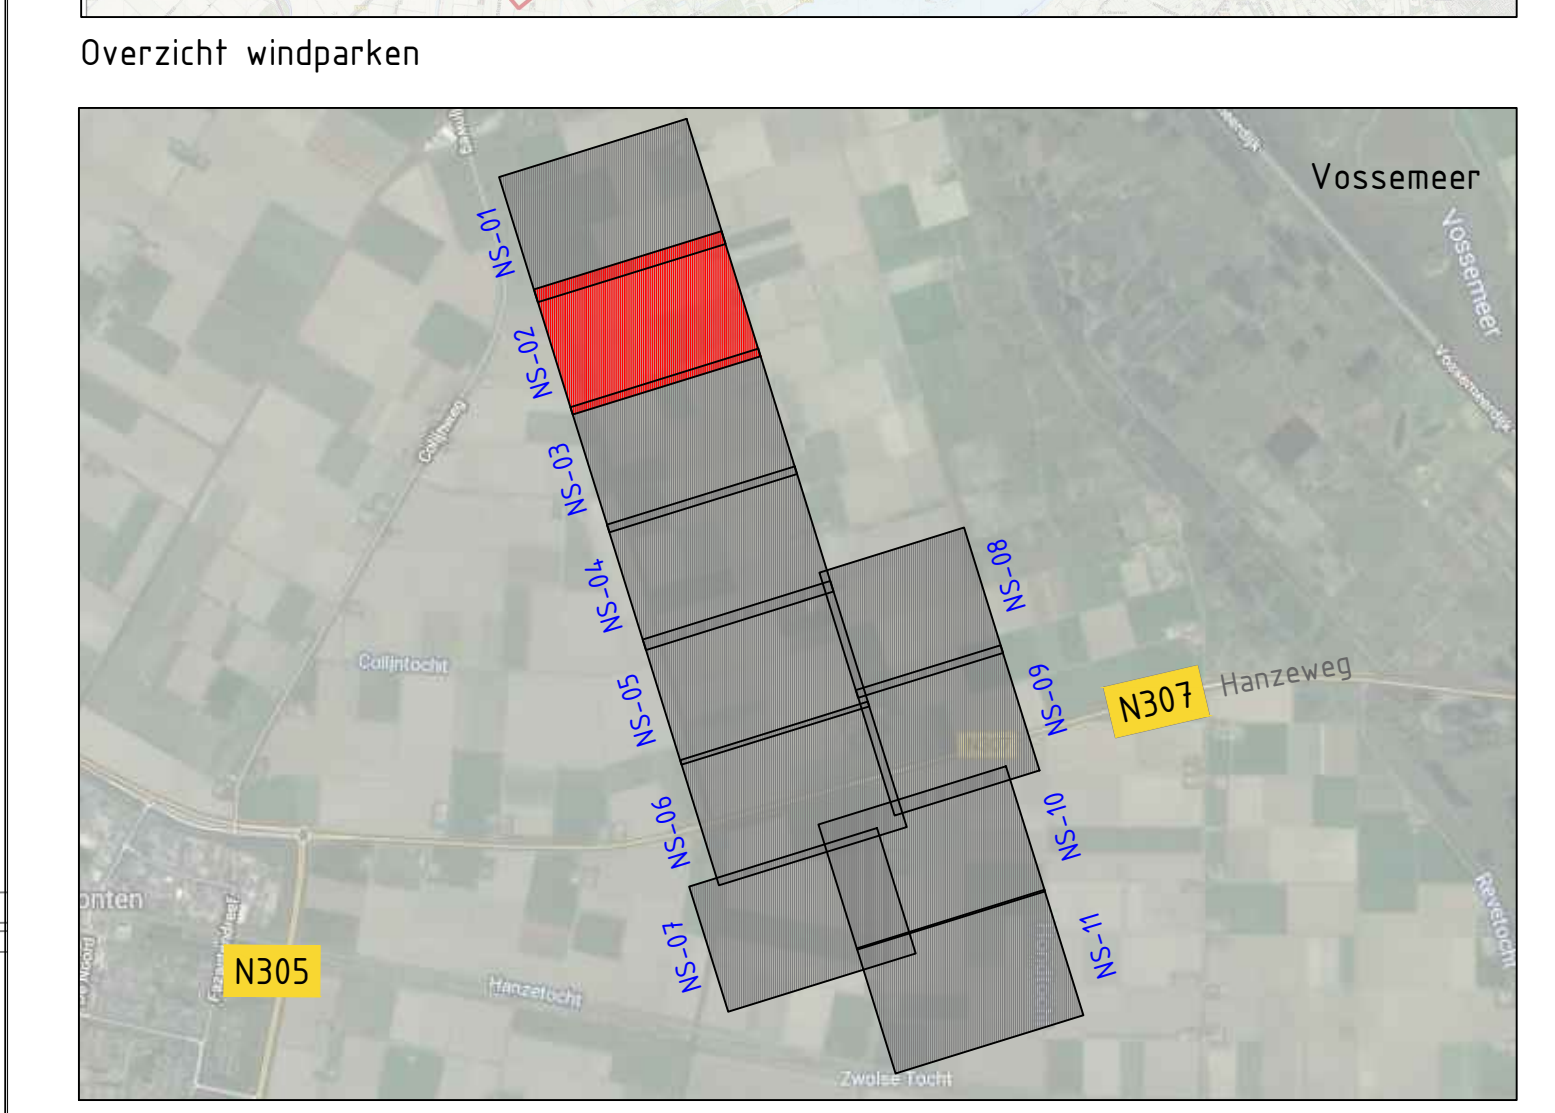 Overzicht windparken
Vossemeer
NS-01
Vossemeer
NS-02
Colijnweg
NS-03
NS-04
NS-08
Colijntocht
NS-05
NS-09
N307
Hanzeweg
NS-06
NS-10
NS-07
NS-11
Revetocht
N305
Hanzetocht
Zwolse Tocht